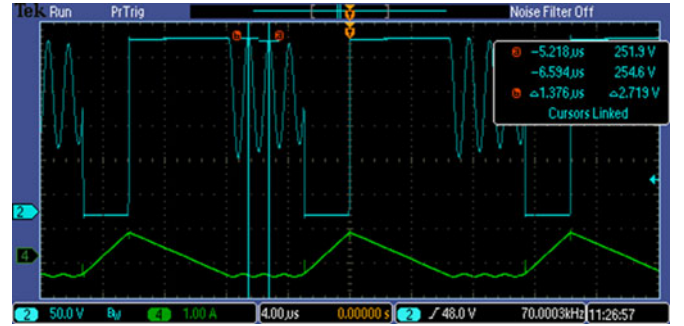 Tek Run PrTrig Noise Filter Off
a −5.218µs 251.9 V
−6.594µs 254.6 V
b △1.376µs △2.719 V
Cursors Linked
2
4
2 50.0 V BW 4 1.00 A 4.00µs 0.00000 s 2 ∫ 48.0 V 70.0003kHz 11:26:57